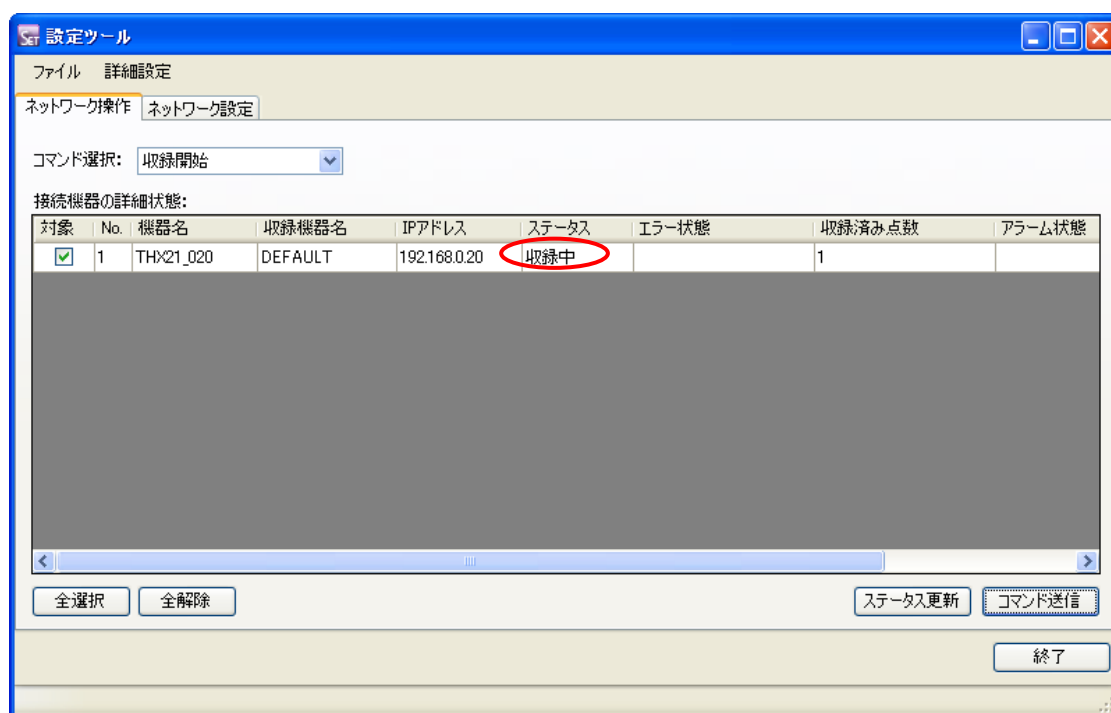 SET 設定ツール
ファイル 詳細設定
ネットワーク操作 ネットワーク設定
コマンド選択: 収録開始
接続機器の詳細状態:
対象 No. 機器名 収録機器名 IPアドレス ステータス エラー状態 収録済み点数 アラーム状態
1 THX21_020 DEFAULT 192.168.0.20 収録中 1
全選択 全解除 ステータス更新 コマンド送信
終了